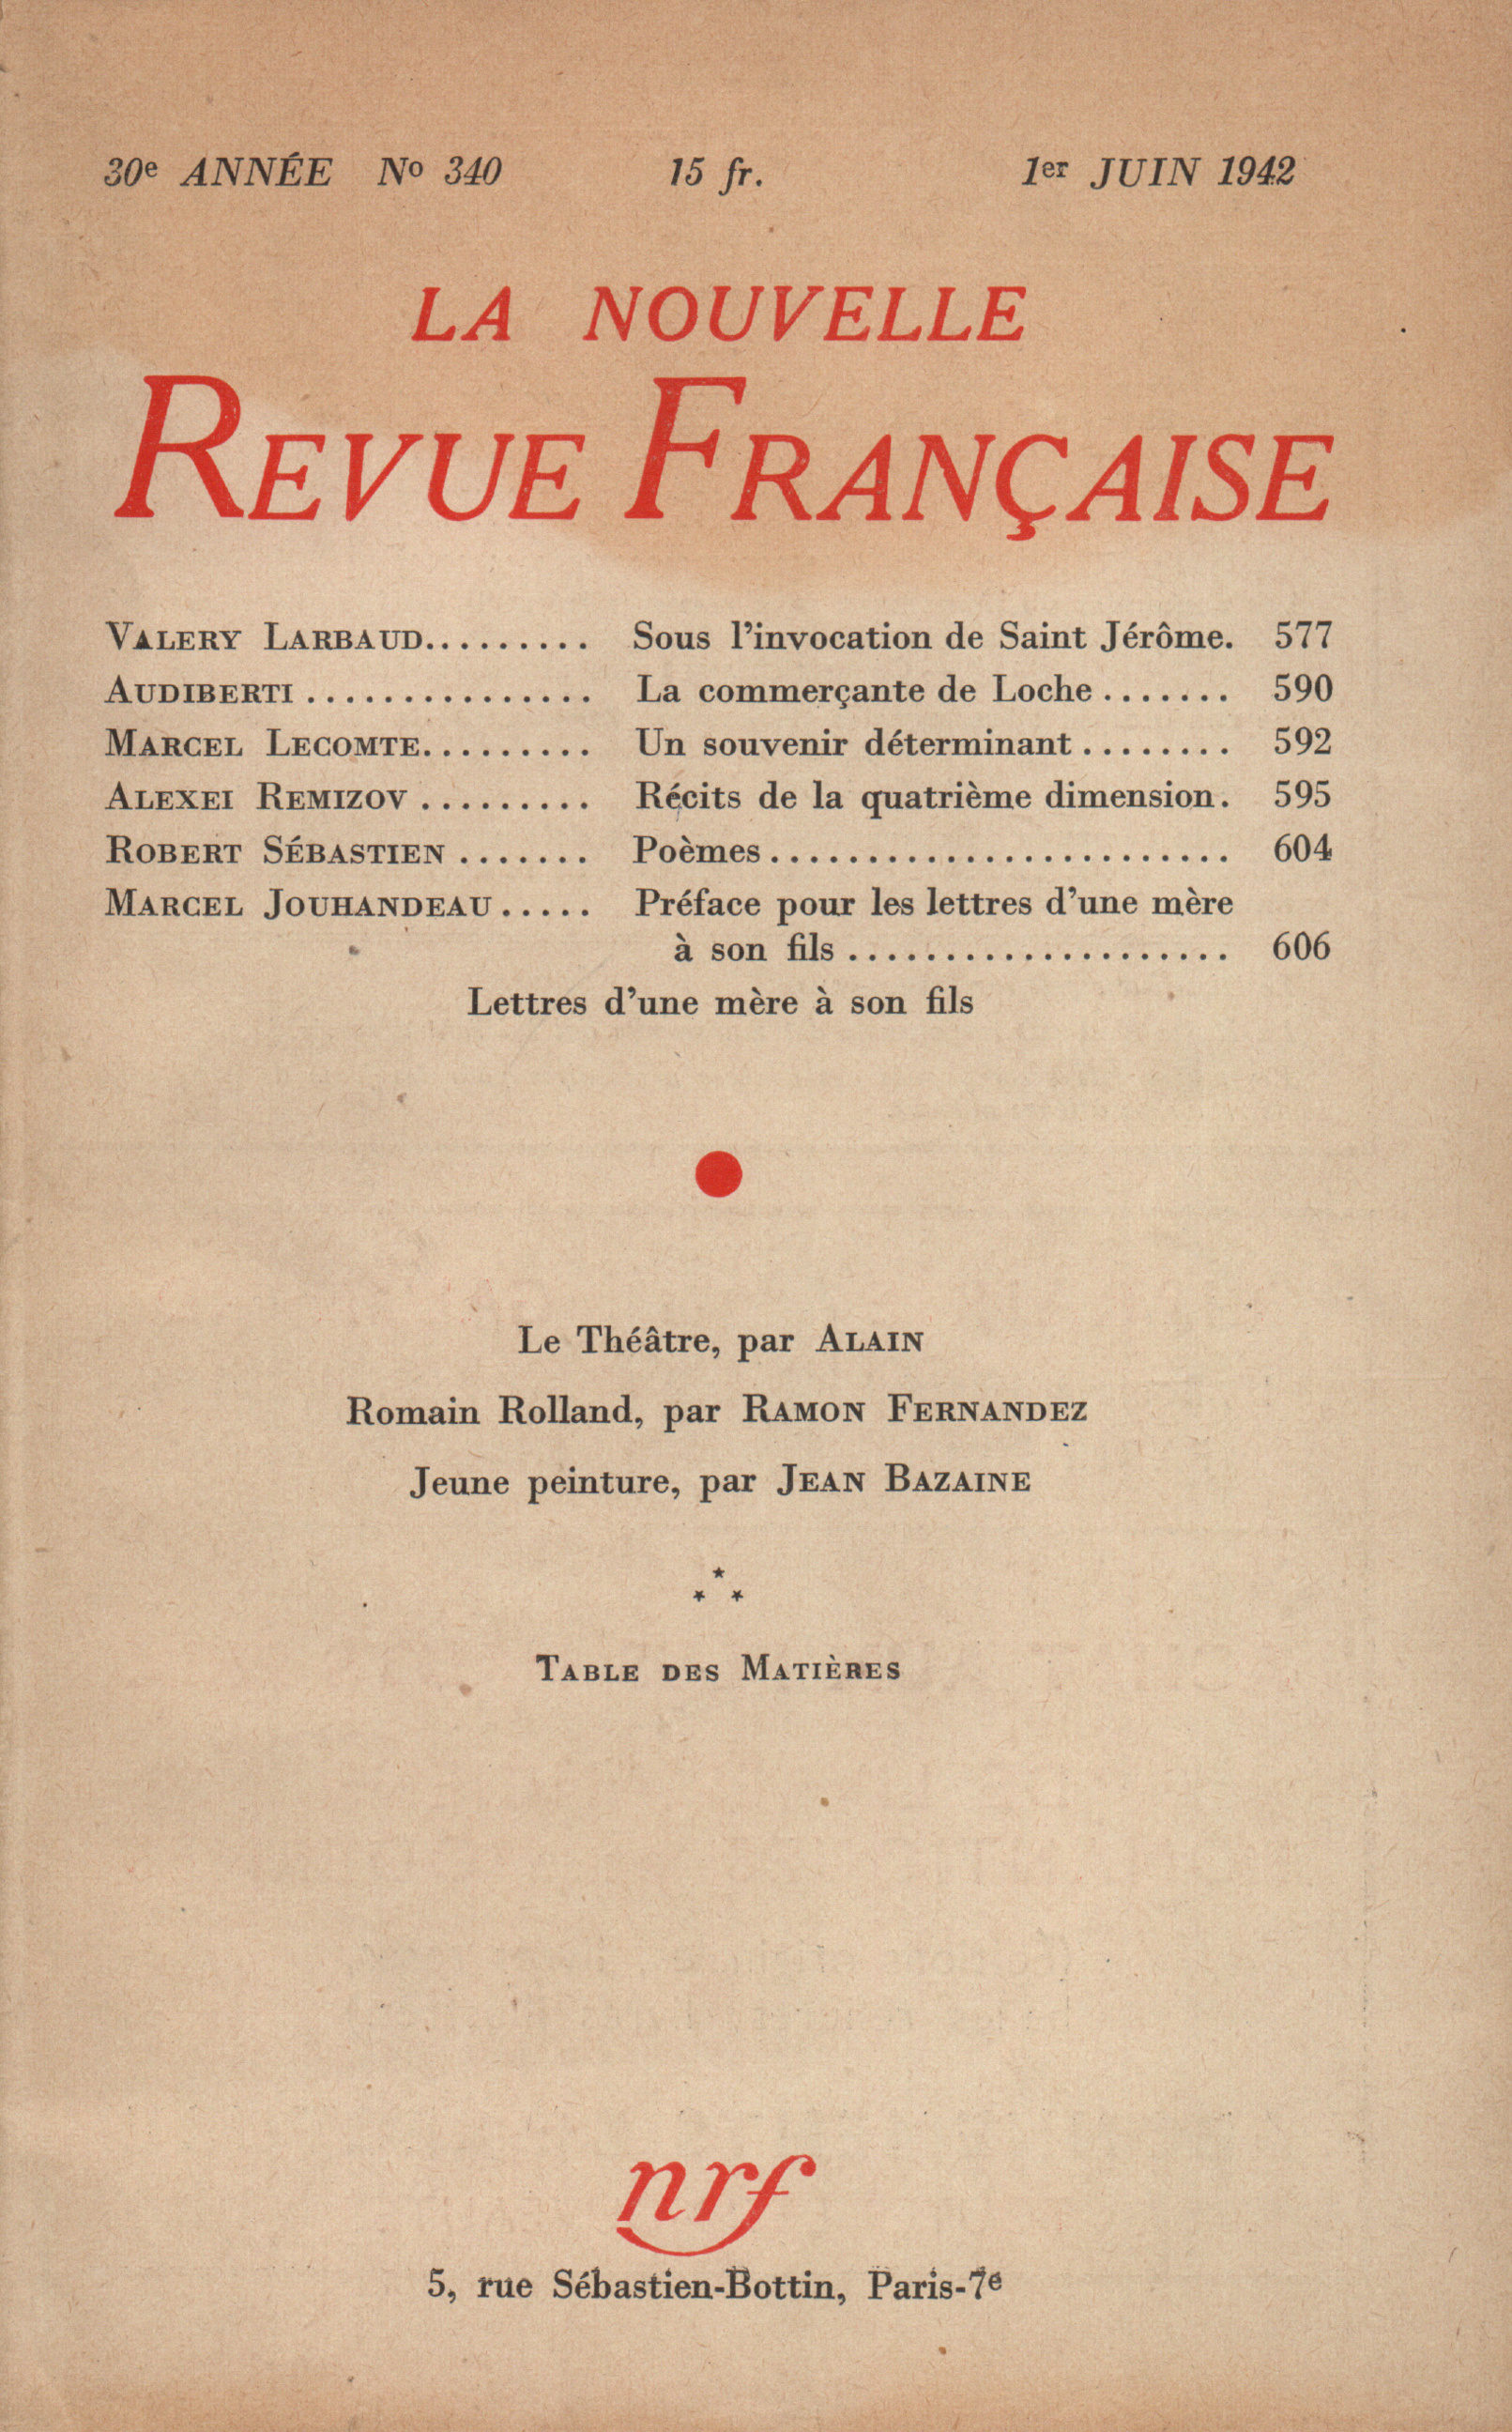 30e ANNÉE No 340 15 fr. 1er JUIN 1942
LA NOUVELLE
REVUE FRANÇAISE
VALERY LARBAUD......... Sous l'invocation de Saint Jérôme. 577
AUDIBERTI............... La commerçante de Loche....... 590
MARCEL LECOMTE......... Un souvenir déterminant........ 592
ALEXEI REMIZOV......... Récits de la quatrième dimension. 595
ROBERT SÉBASTIEN....... Poèmes........................ 604
MARCEL JOUHANDEAU..... Préface pour les lettres d'une mère
à son fils.................... 606
Lettres d'une mère à son fils
Le Théâtre, par ALAIN
Romain Rolland, par RAMON FERNANDEZ
Jeune peinture, par JEAN BAZAINE
TABLE DES MATIÈRES
nrf
5, rue Sébastien-Bottin, Paris-7e